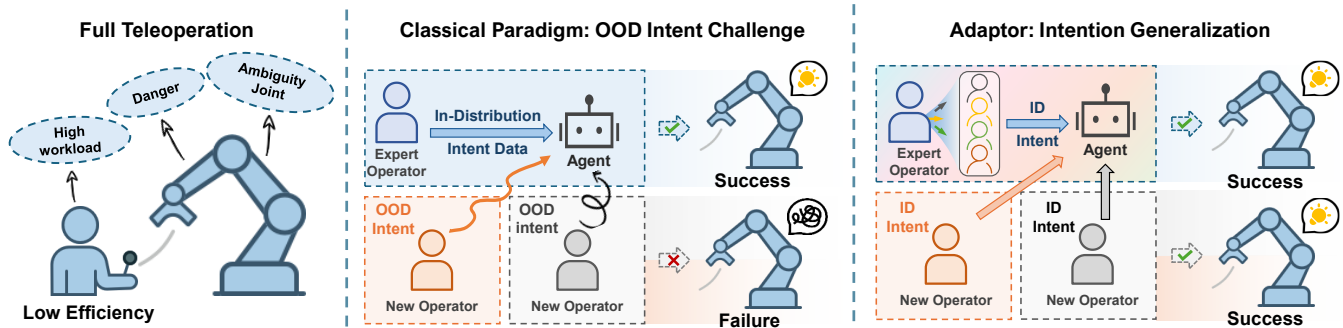 Full Teleoperation
Ambiguity
Joint
Danger
High
workload
Low Efficiency
Classical Paradigm: OOD Intent Challenge
In-Distribution
Intent Data
Expert
Operator
Agent
Success
OOD
Intent
New Operator
OOD
intent
New Operator
Failure
Adaptor: Intention Generalization
ID
Intent
Expert
Operator
Agent
Success
ID
Intent
New Operator
ID
Intent
New Operator
Success